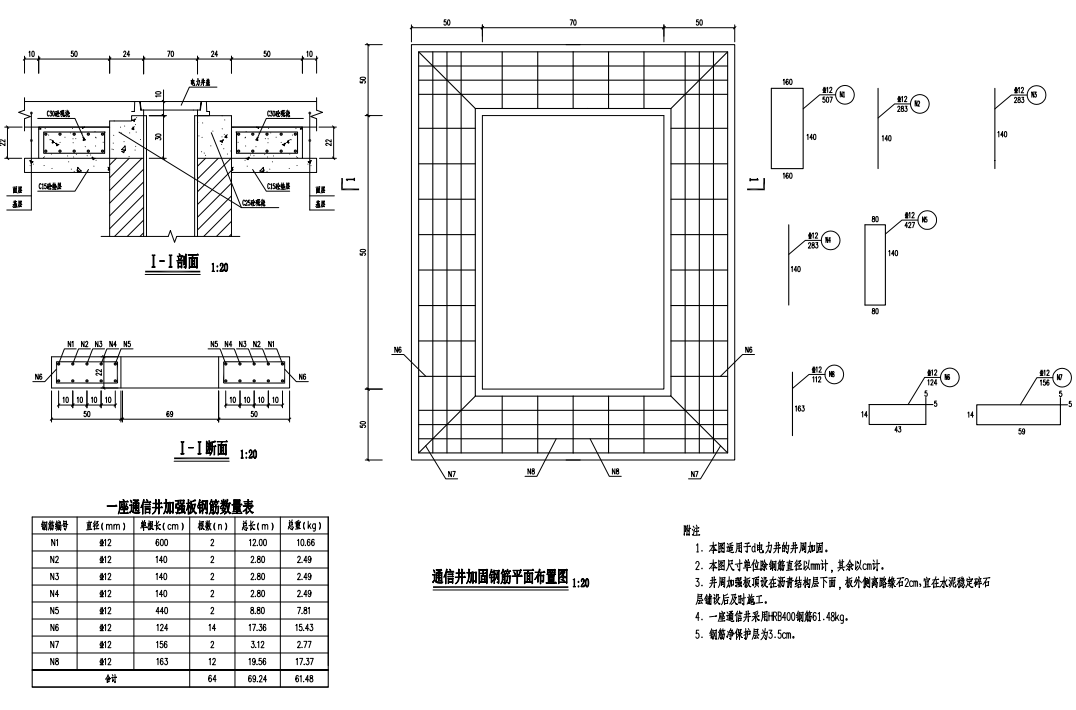 10 50 24 70 24 50 10
电力井盖
10
C30砼现浇 C30砼现浇
22 30 22
C15砼垫层 C15砼垫层
C25砼现浇
面层 面层
基层 基层
I-I剖面 1:20
N1 N2 N3 N4 N5 N5 N4 N3 N2 N1
N6 22 N6
10 10 10 10 10 10 10 10
50 69 50
I-I断面 1:20
50 70 50
50
50
50
I I
N6 N6
N7 N8 N8 N7
通信井加固钢筋平面布置图 1:20
160
⌀12 N1
507
140
160
⌀12 N2
283
140
⌀12 N3
283
140
⌀12 N4
283
140
80
⌀12 N5
427
140
80
⌀12 N8
112
163
⌀12 N6
124
5
5
14
43
⌀12 N7
156
5
5
14
59
一座通信井加强板钢筋数量表
钢筋编号 直径(mm) 单根长(cm) 根数(n) 总长(m) 总重(kg)
N1 ⌀12 600 2 12.00 10.66
N2 ⌀12 140 2 2.80 2.49
N3 ⌀12 140 2 2.80 2.49
N4 ⌀12 140 2 2.80 2.49
N5 ⌀12 440 2 8.80 7.81
N6 ⌀12 124 14 17.36 15.43
N7 ⌀12 156 2 3.12 2.77
N8 ⌀12 163 12 19.56 17.37
合计 64 69.24 61.48
附注
1. 本图适用于d电力井的井周加固。
2. 本图尺寸单位除钢筋直径以mm计，其余以cm计。
3. 井周加强板顶设在沥青结构层下面，板外侧离路缘石2cm，宜在水泥稳定碎石
层铺设后及时施工。
4. 一座通信井采用HRB400钢筋61.48kg。
5. 钢筋净保护层为3.5cm。